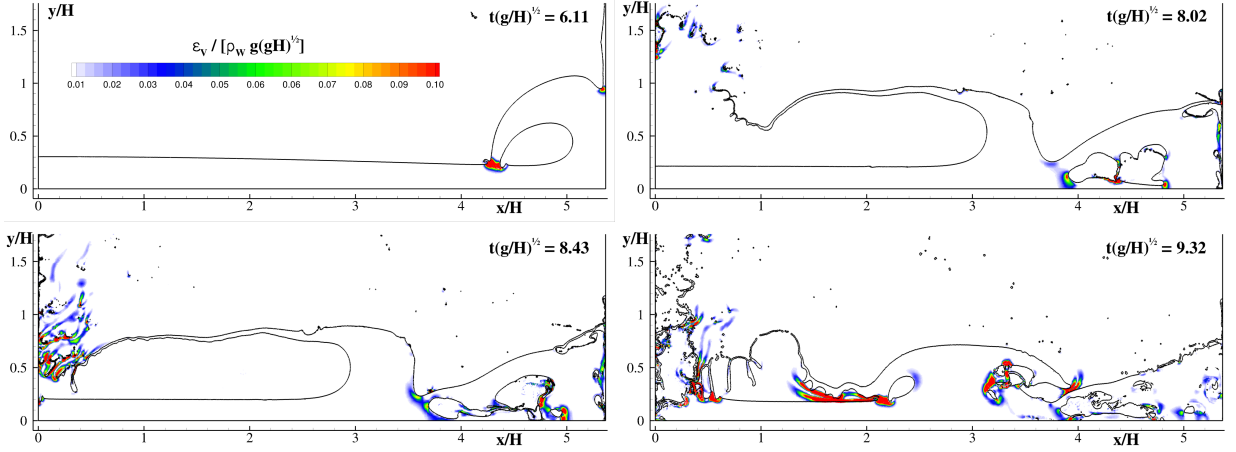 y/H
t(g/H)^½ = 6.11
1.5
ε_V / [ρ_W g(gH)^½]
0.01 0.02 0.03 0.04 0.05 0.06 0.07 0.08 0.09 0.10
1
0.5
0
0 1 2 3 4 5
x/H
y/H
t(g/H)^½ = 8.02
1.5
1
0.5
0
0 1 2 3 4 5
x/H
y/H
t(g/H)^½ = 8.43
1.5
1
0.5
0
0 1 2 3 4 5
x/H
y/H
t(g/H)^½ = 9.32
1.5
1
0.5
0
0 1 2 3 4 5
x/H